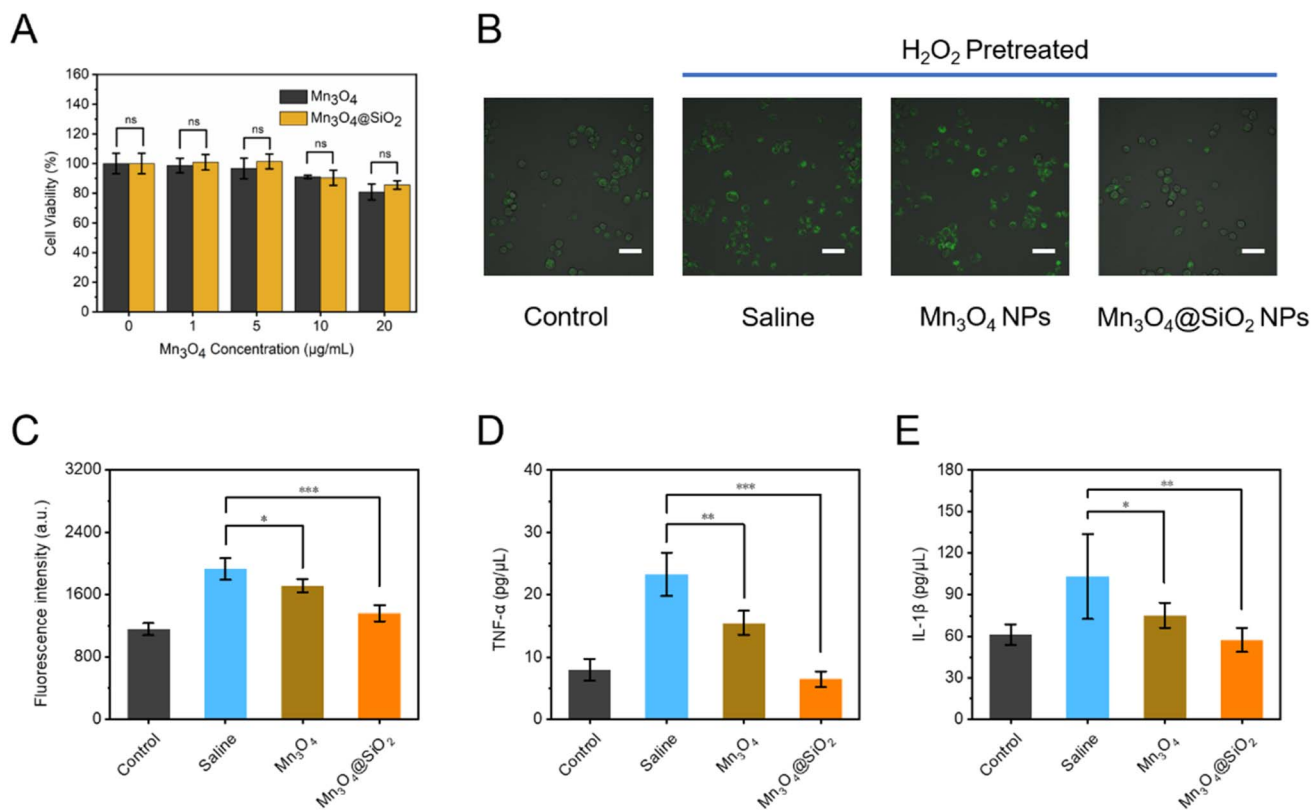 A
160
140
120
100
80
60
40
20
0
Cell Viability (%)
Mn₃O₄
Mn₃O₄@SiO₂
ns
ns
ns
ns
ns
0 1 5 10 20
Mn₃O₄ Concentration (µg/mL)
B
H₂O₂ Pretreated
Control Saline Mn₃O₄ NPs Mn₃O₄@SiO₂ NPs
C
3200
2400
1600
800
0
Fluorescence intensity (a.u.)
***
*
Control Saline Mn₃O₄ Mn₃O₄@SiO₂
D
40
30
20
10
0
TNF-α (pg/µL)
***
**
Control Saline Mn₃O₄ Mn₃O₄@SiO₂
E
180
150
120
90
60
30
0
IL-1β (pg/µL)
**
*
Control Saline Mn₃O₄ Mn₃O₄@SiO₂